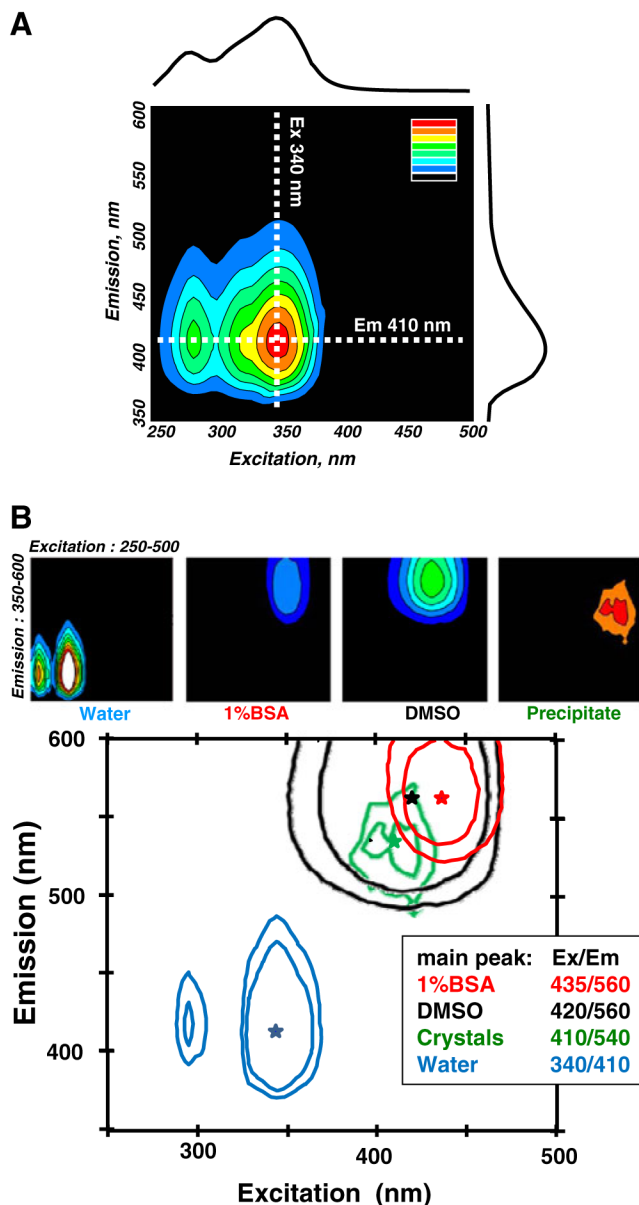 A
600
550
500
450
400
350
Emission, nm
Ex 340 nm
Em 410 nm
250 300 350 400 450 500
Excitation, nm
B
Excitation : 250-500
Emission : 350-600
Water 1%BSA DMSO Precipitate
600
500
400
Emission (nm)
main peak: Ex/Em
1%BSA 435/560
DMSO 420/560
Crystals 410/540
Water 340/410
300 400 500
Excitation (nm)